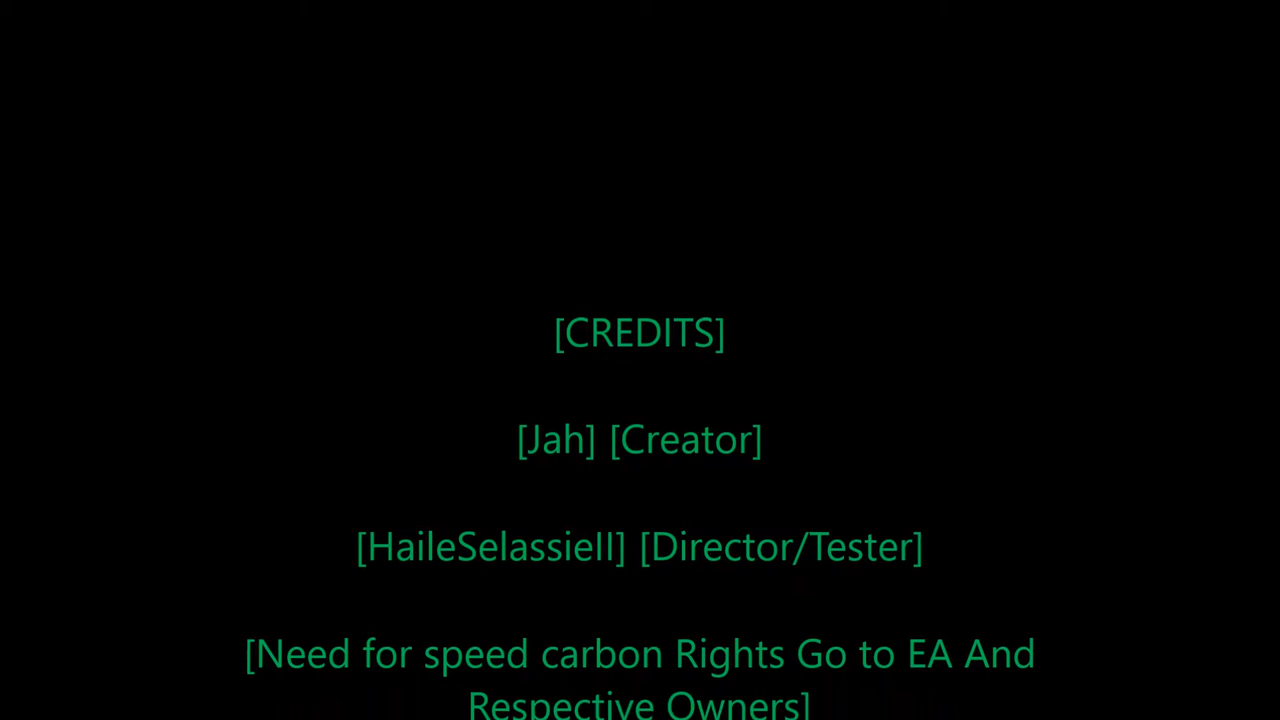 [CREDITS]
[Jah] [Creator]
[HaileSelassieII] [Director/Tester]
[Need for speed carbon Rights Go to EA And
Respective Owners]